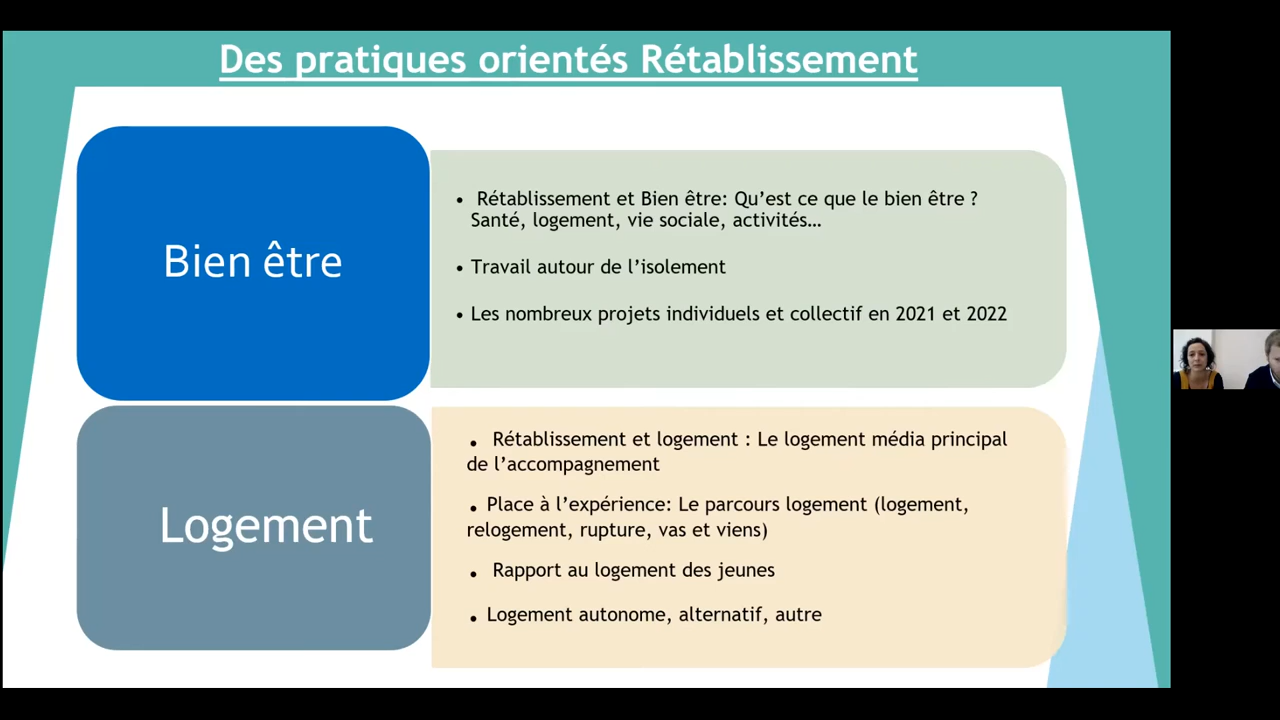 Des pratiques orientés Rétablissement
Bien être
• Rétablissement et Bien être: Qu’est ce que le bien être ?
Santé, logement, vie sociale, activités…
• Travail autour de l’isolement
• Les nombreux projets individuels et collectif en 2021 et 2022
Logement
• Rétablissement et logement : Le logement média principal
de l’accompagnement
• Place à l’expérience: Le parcours logement (logement,
relogement, rupture, vas et viens)
• Rapport au logement des jeunes
• Logement autonome, alternatif, autre